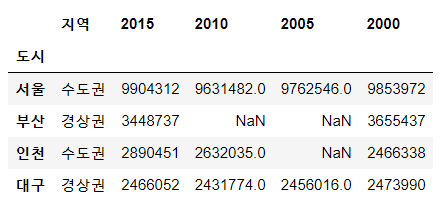 지역 2015 2010 2005 2000
도시
서울 수도권 9904312 9631482.0 9762546.0 9853972
부산 경상권 3448737 NaN NaN 3655437
인천 수도권 2890451 2632035.0 NaN 2466338
대구 경상권 2466052 2431774.0 2456016.0 2473990